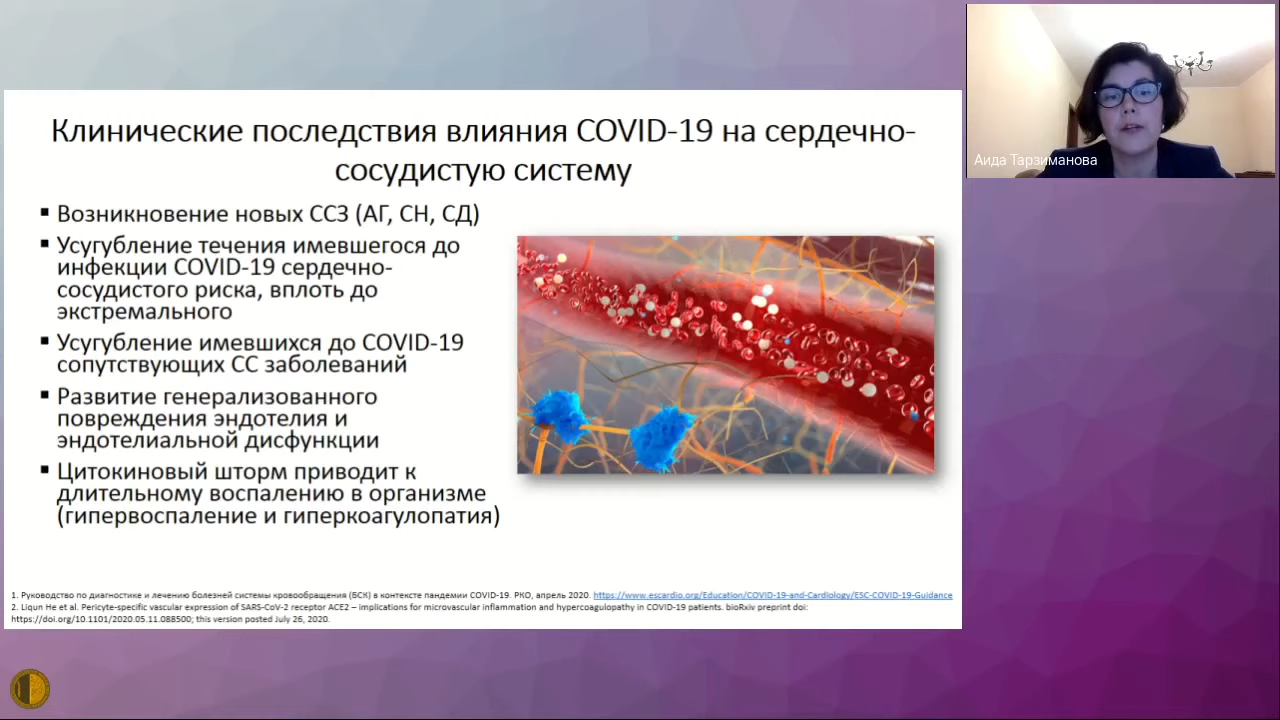 Клинические последствия влияния COVID-19 на сердечно-
сосудистую систему
Возникновение новых ССЗ (АГ, СН, СД)
Усугубление течения имевшегося до
инфекции COVID-19 сердечно-
сосудистого риска, вплоть до
экстремального
Усугубление имевшихся до COVID-19
сопутствующих СС заболеваний
Развитие генерализованного
повреждения эндотелия и
эндотелиальной дисфункции
Цитокиновый шторм приводит к
длительному воспалению в организме
(гипервоспаление и гиперкоагулопатия)
1. Руководство по диагностике и лечению болезней системы кровообращения (БСК) в контексте пандемии COVID-19. РКО, апрель 2020. https://www.escardio.org/Education/COVID-19-and-Cardiology/ESC-COVID-19-Guidance
2. Liqun He et al. Pericyte-specific vascular expression of SARS-CoV-2 receptor ACE2 – implications for microvascular inflammation and hypercoagulopathy in COVID-19 patients. bioRxiv preprint doi:
https://doi.org/10.1101/2020.05.11.088500; this version posted July 26, 2020.
Аида Тарзиманова